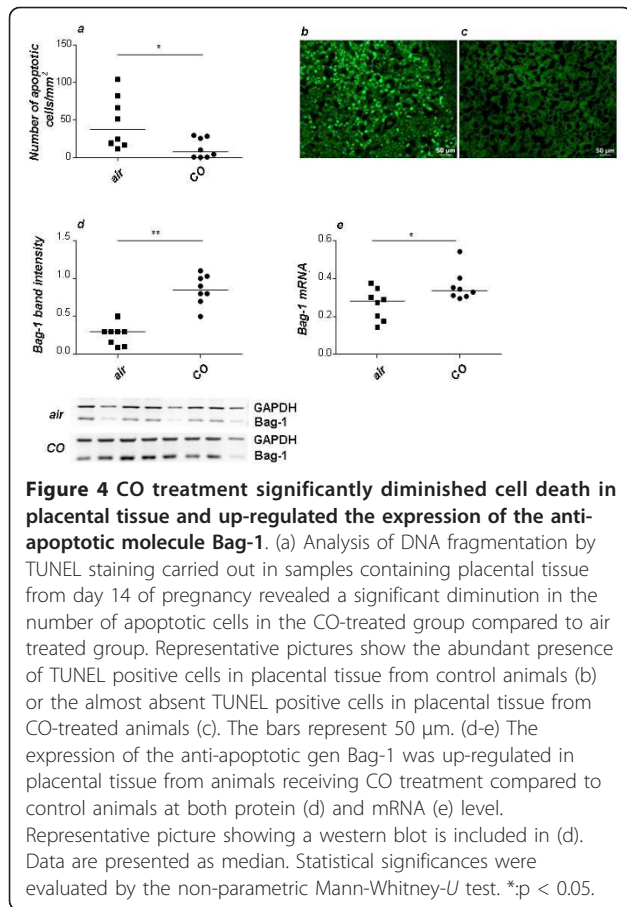 a
Number of apoptotic
cells/mm²
150
100
50
0
*
air
CO
b
c
50 µm
50 µm
d
Bag-1 band intensity
1.5
1.0
0.5
0.0
**
air
CO
e
Bag-1 mRNA
0.6
0.4
0.2
0.0
*
air
CO
air
GAPDH
Bag-1
CO
GAPDH
Bag-1
Figure 4 CO treatment significantly diminished cell death in
placental tissue and up-regulated the expression of the anti-
apoptotic molecule Bag-1. (a) Analysis of DNA fragmentation by
TUNEL staining carried out in samples containing placental tissue
from day 14 of pregnancy revealed a significant diminution in the
number of apoptotic cells in the CO-treated group compared to air
treated group. Representative pictures show the abundant presence
of TUNEL positive cells in placental tissue from control animals (b)
or the almost absent TUNEL positive cells in placental tissue from
CO-treated animals (c). The bars represent 50 µm. (d-e) The
expression of the anti-apoptotic gen Bag-1 was up-regulated in
placental tissue from animals receiving CO treatment compared to
control animals at both protein (d) and mRNA (e) level.
Representative picture showing a western blot is included in (d).
Data are presented as median. Statistical significances were
evaluated by the non-parametric Mann-Whitney-U test. *:p < 0.05.